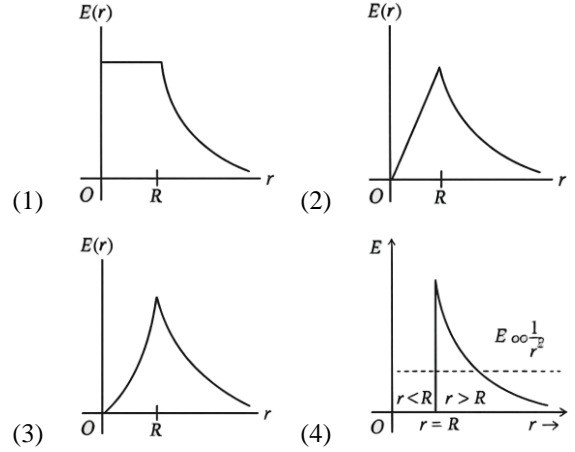 E(r)
O
R
r
(1)
E(r)
O
R
r
(2)
E(r)
O
R
r
(3)
E
E ∞ 1/r²
r < R r > R
O
r = R
r →
(4)